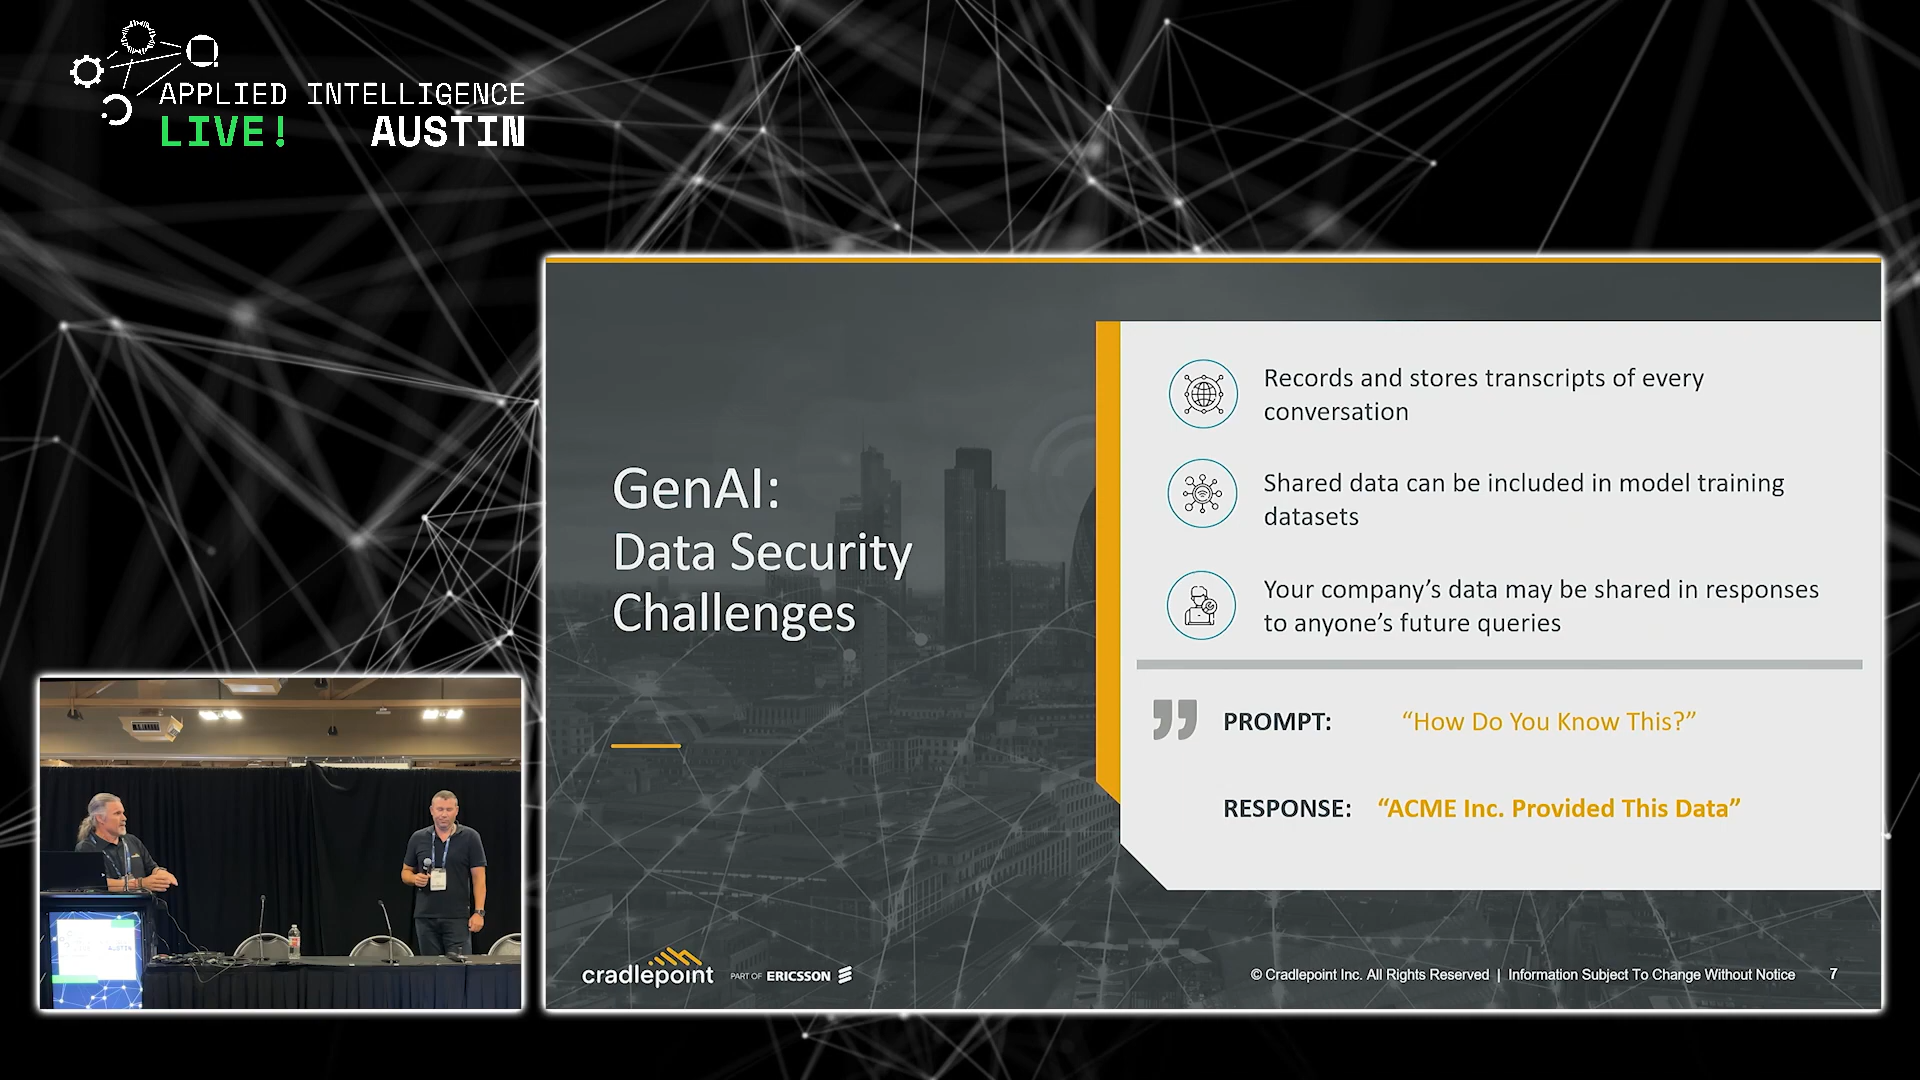 APPLIED INTELLIGENCE
LIVE! AUSTIN
GenAI:
Data Security
Challenges
Records and stores transcripts of every
conversation
Shared data can be included in model training
datasets
Your company’s data may be shared in responses
to anyone’s future queries
PROMPT: “How Do You Know This?”
RESPONSE: “ACME Inc. Provided This Data”
cradlepoint PART OF ERICSSON
© Cradlepoint Inc. All Rights Reserved | Information Subject To Change Without Notice 7